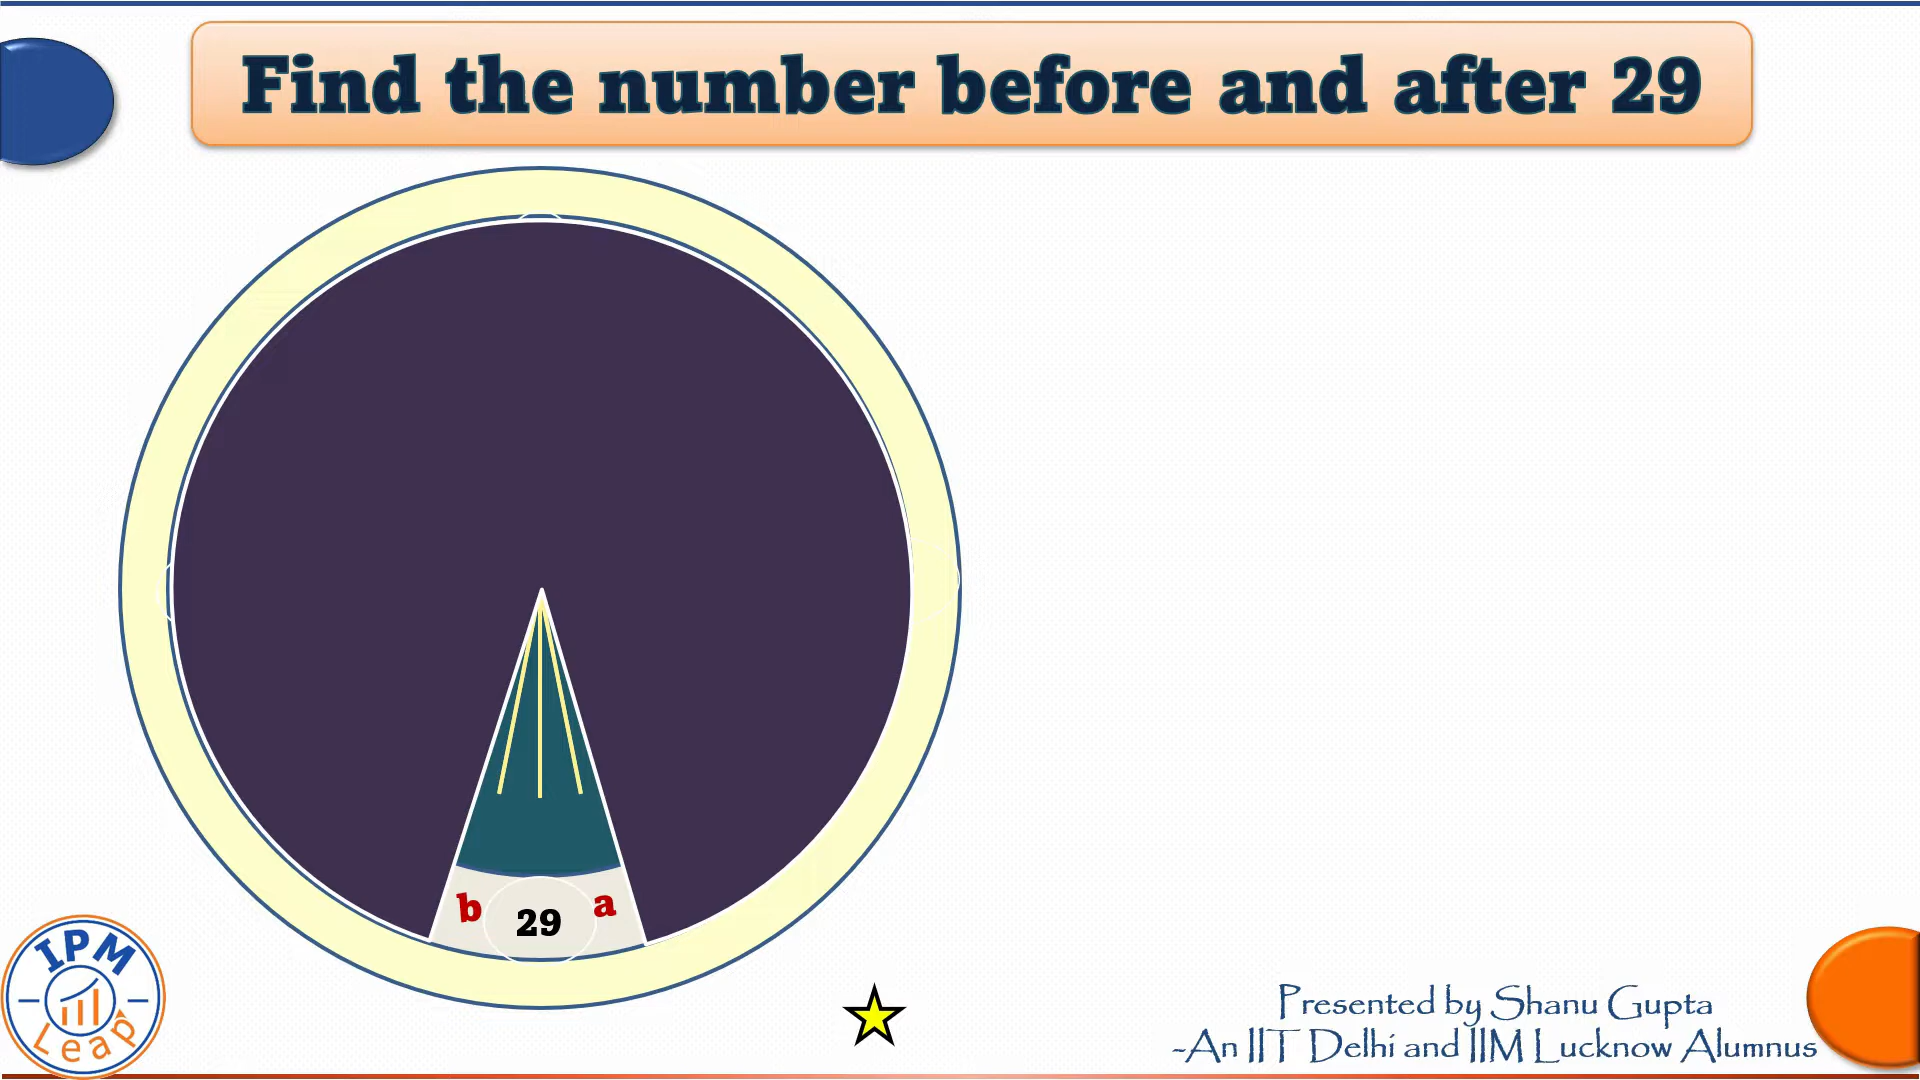 Find the number before and after 29
b 29 a
IPM
Leap
Presented by Shanu Gupta
-An IIT Delhi and IIM Lucknow Alumnus